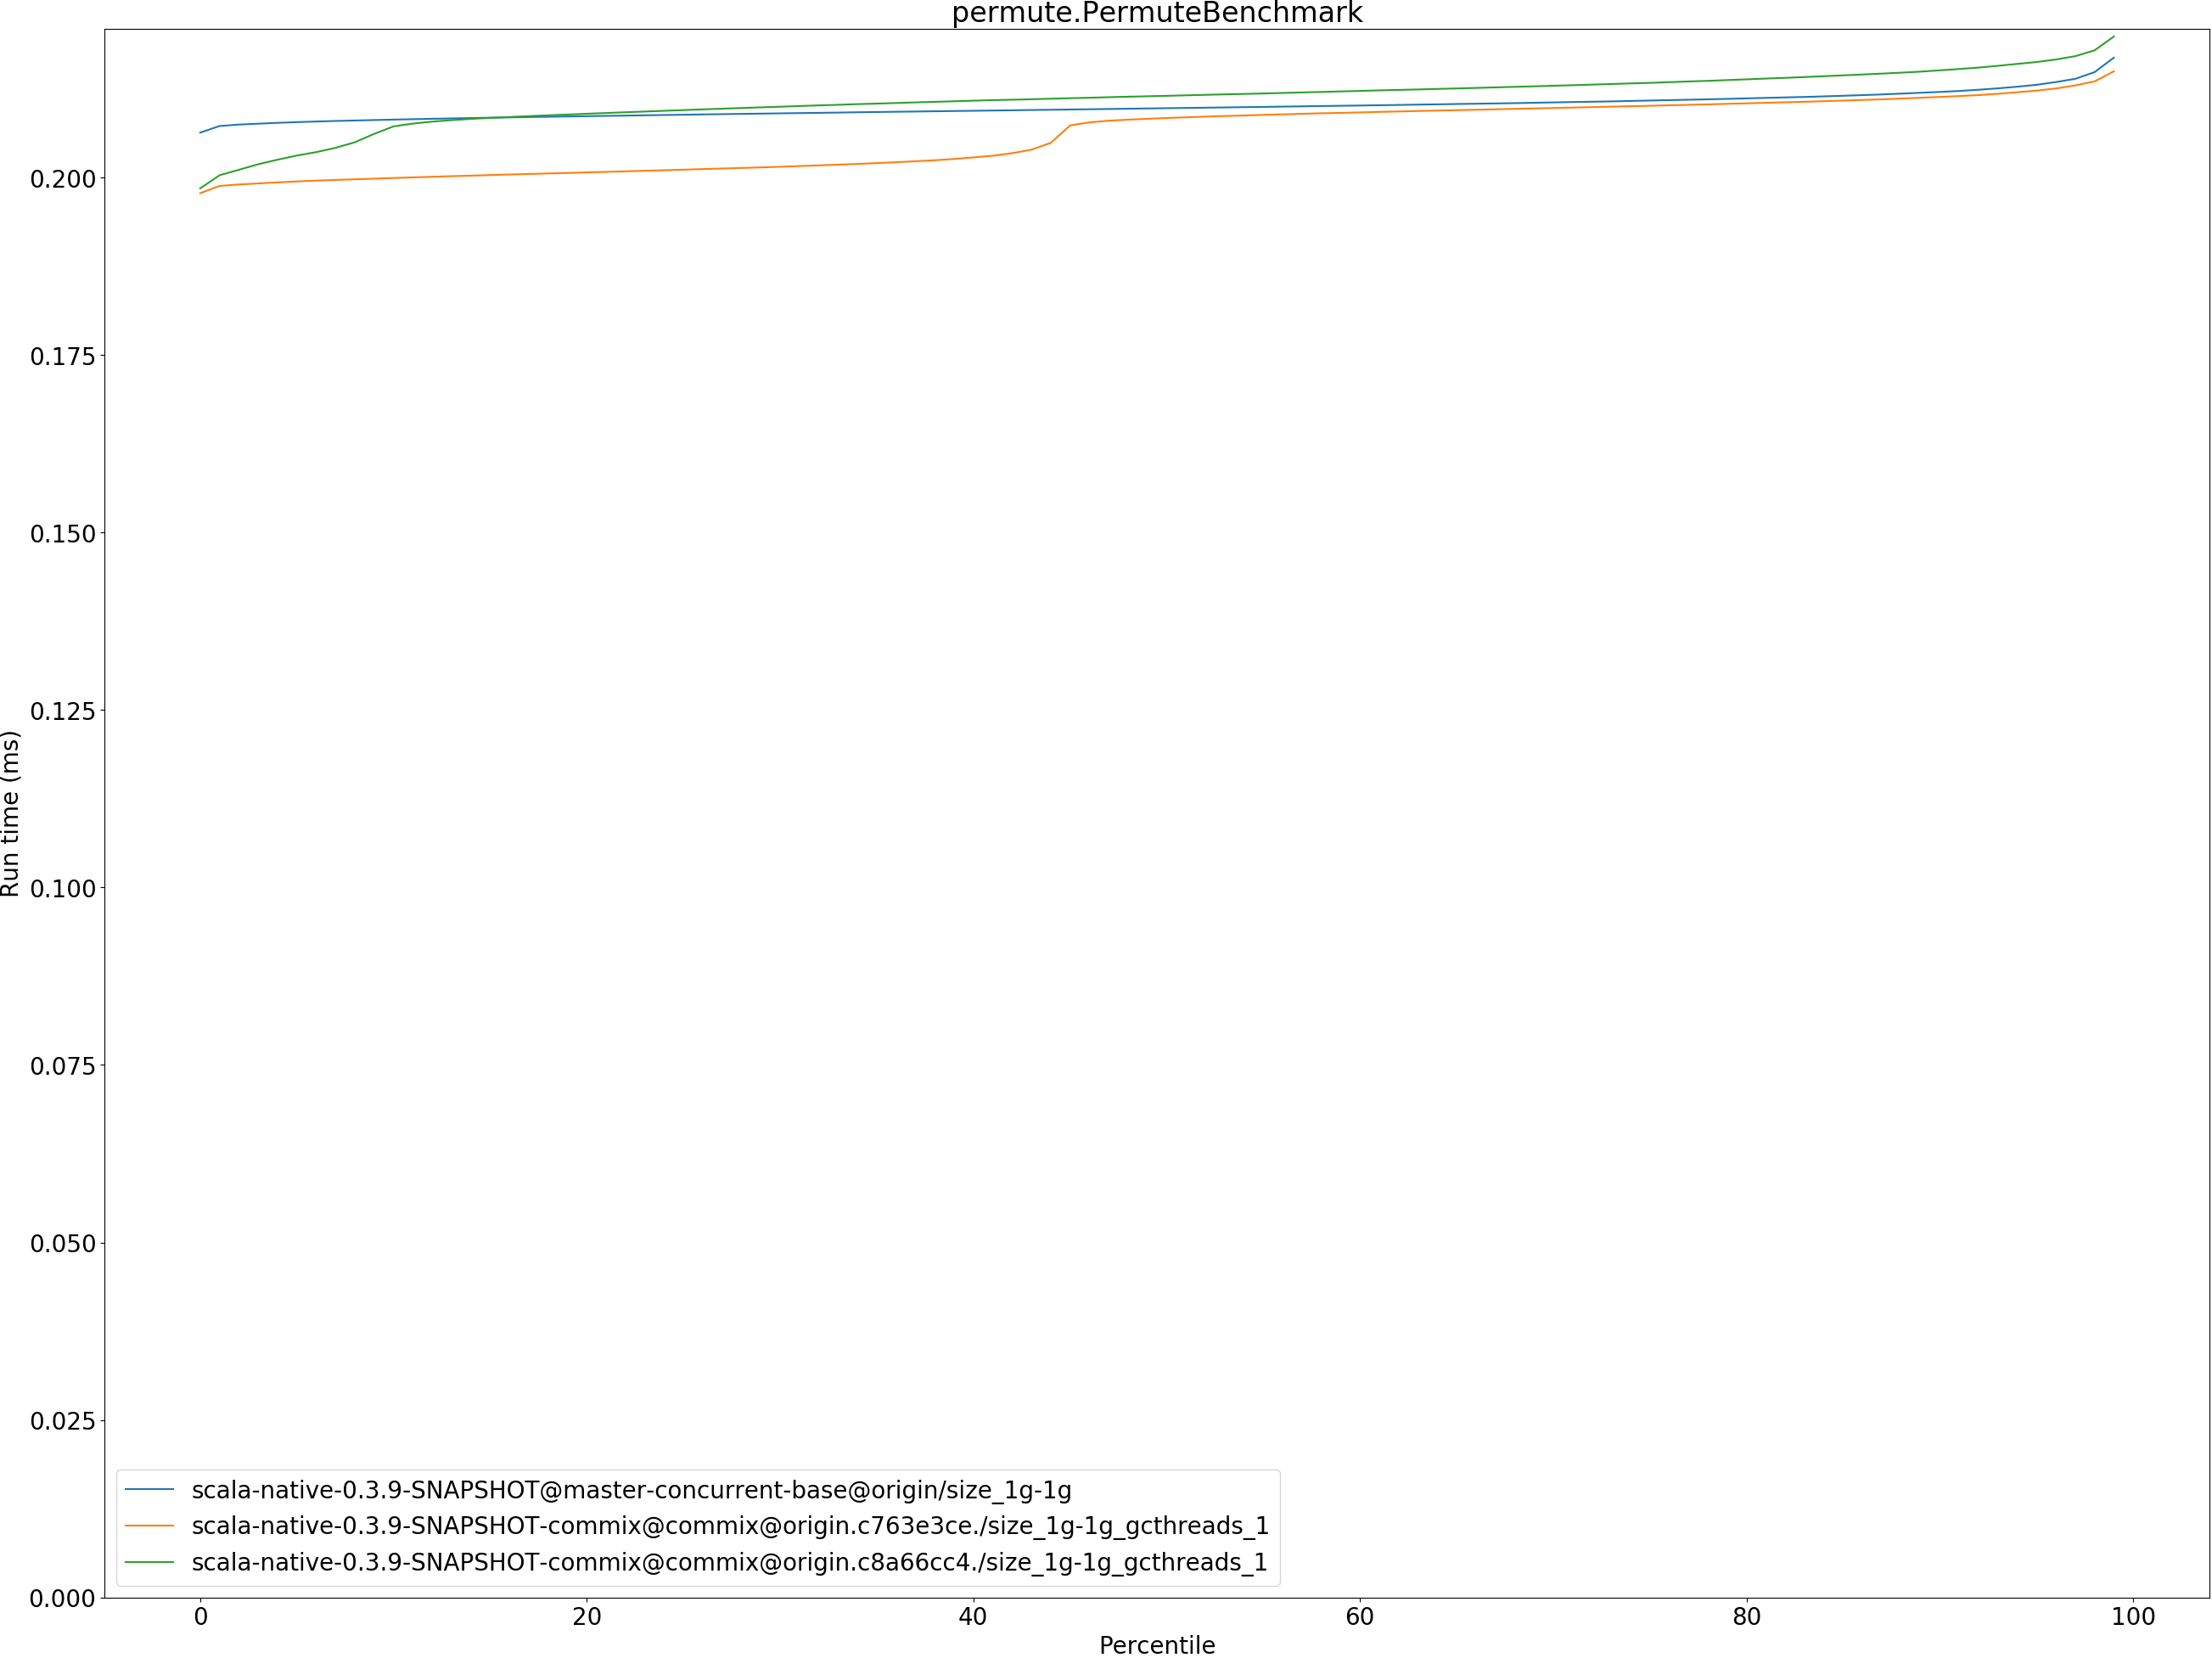 permute.PermuteBenchmark
Run time (ms)
0.200
0.175
0.150
0.125
0.100
0.075
0.050
0.025
0.000
scala-native-0.3.9-SNAPSHOT@master-concurrent-base@origin/size_1g-1g
scala-native-0.3.9-SNAPSHOT-commix@commix@origin.c763e3ce./size_1g-1g_gcthreads_1
scala-native-0.3.9-SNAPSHOT-commix@commix@origin.c8a66cc4./size_1g-1g_gcthreads_1
0 20 40 60 80 100
Percentile